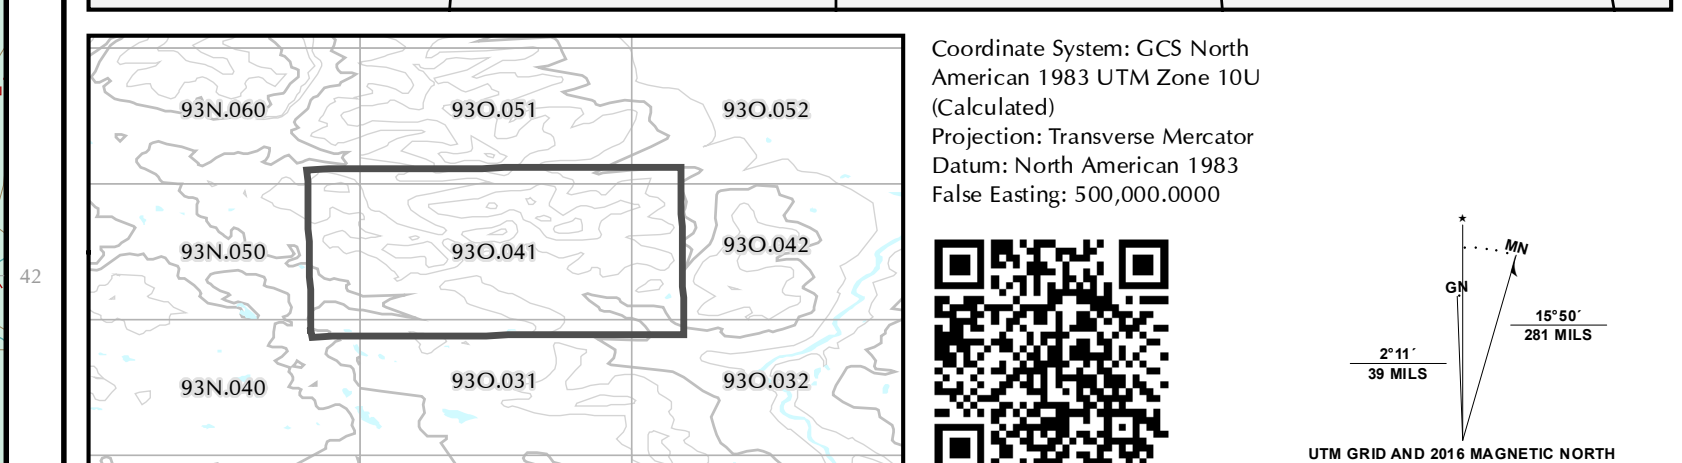 93N.060 93O.051 93O.052
93N.050 93O.041 93O.042
93N.040 93O.031 93O.032
42
Coordinate System: GCS North
American 1983 UTM Zone 10U
(Calculated)
Projection: Transverse Mercator
Datum: North American 1983
False Easting: 500,000.0000
MN
GN
15°50´
281 MILS
2°11´
39 MILS
UTM GRID AND 2016 MAGNETIC NORTH